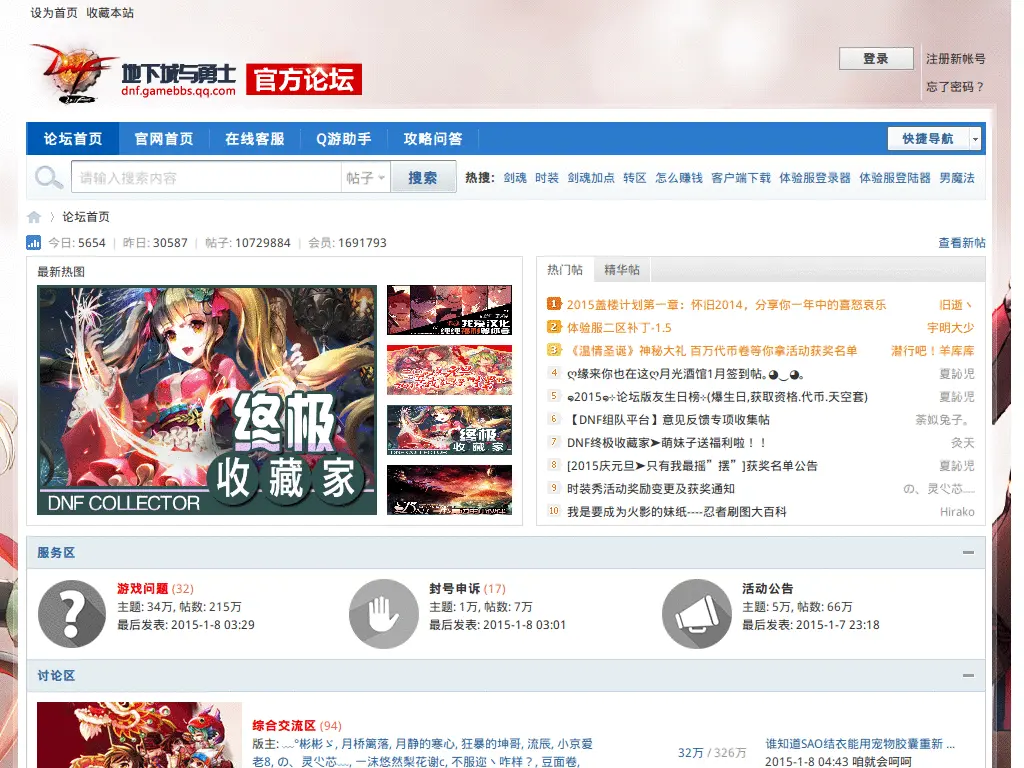 设为首页 收藏本站
DNF
地下城与勇士
dnf.gamebbs.qq.com
官方论坛
登录
注册新帐号
忘了密码？
论坛首页 官网首页 在线客服 Q游助手 攻略问答
快捷导航
请输入搜索内容 帖子 搜索 热搜: 剑魂 时装 剑魂加点 转区 怎么赚钱 客户端下载 体验服登录器 体验服登陆器 男魔法
〉 论坛首页
今日: 5654 | 昨日: 30587 | 帖子: 10729884 | 会员: 1691793
查看新帖
最新热图
终极
收藏家
DNF COLLECTOR
我是汉化
终极
收藏家
热门帖 精华帖
1 2015盖楼计划第一章：怀旧2014，分享你一年中的喜怒哀乐 旧逝丶
2 体验服二区补丁-1.5 宇明大少
3 《温情圣诞》神秘大礼 百万代币卷等你拿活动获奖名单 潜行吧！羊库库
4 ღ缘来你也在这ღ月光酒馆1月签到帖。◕‿◕。 夏訫児
5 ๑2015๑܀论坛版友生日榜܀(爆生日,获取资格.代币.天空套) 夏訫児
6 【DNF组队平台】意见反馈专项收集帖 荼姒兔子。
7 DNF终极收藏家➤萌妹子送福利啦！！ 灸天
8 [2015庆元旦➤只有我最摇”摆”]获奖名单公告 夏訫児
9 时装秀活动奖励变更及获奖通知 の、灵尐芯﹏
10 我是要成为火影的妹纸----忍者刷图大百科 Hirako
服务区
游戏问题 (32)
主题: 34万, 帖数: 215万
最后发表: 2015-1-8 03:29
封号申诉 (17)
主题: 1万, 帖数: 7万
最后发表: 2015-1-8 03:01
活动公告
主题: 5万, 帖数: 66万
最后发表: 2015-1-7 23:18
讨论区
综合交流区 (94)
版主: ﹏°彬彬ゞ, 月桥篱落, 月静的寒心, 狂暴的坤哥, 流辰, 小京爱
老8, の、灵尐芯﹏, 一沫悠然梨花谢c, 不服迩丶咋样？, 豆面卷,
32万 / 326万
谁知道SAO结衣能用宠物胶囊重新 ...
2015-1-8 04:43 咱就会呵呵